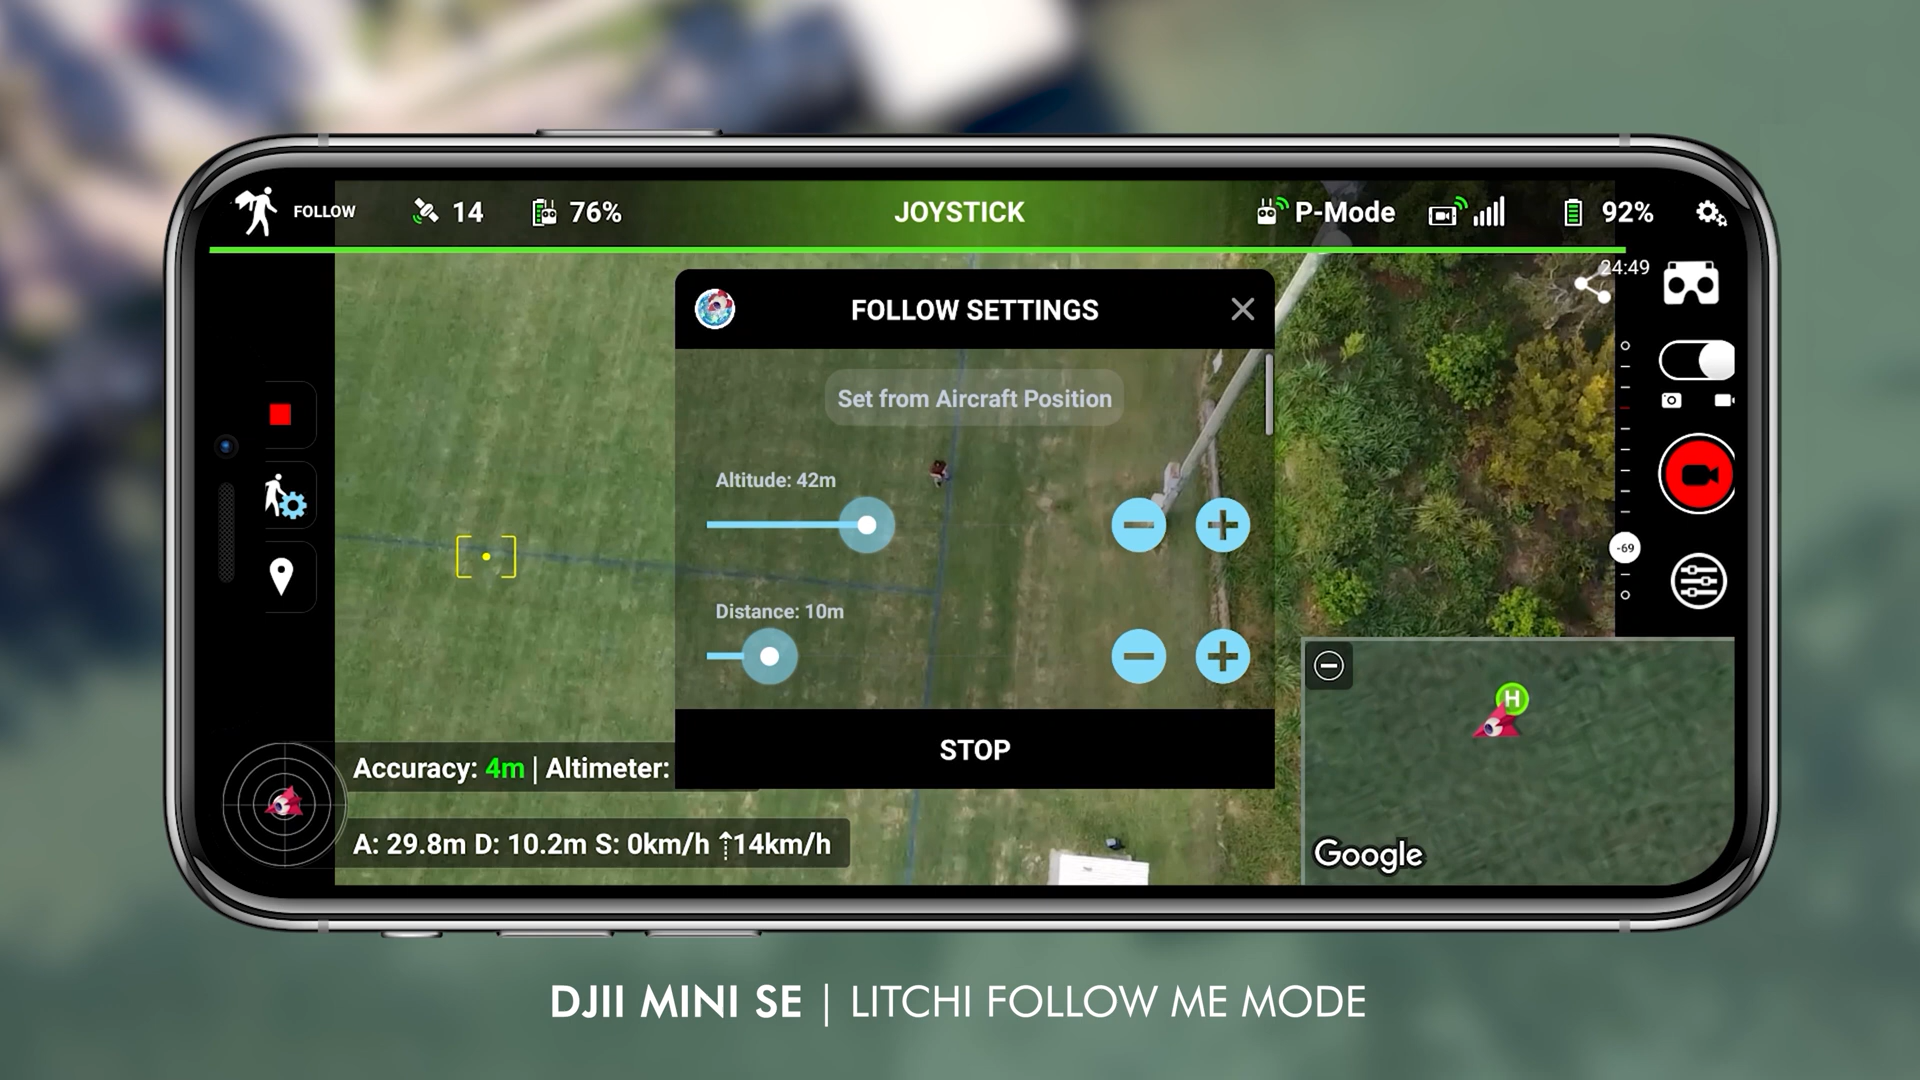 FOLLOW
14
76%
JOYSTICK
P-Mode
92%
24:49
FOLLOW SETTINGS
Set from Aircraft Position
Altitude: 42m
Distance: 10m
-69
STOP
H
Accuracy: 4m | Altimeter:
A: 29.8m D: 10.2m S: 0km/h ⇡14km/h
Google
DJII MINI SE | LITCHI FOLLOW ME MODE